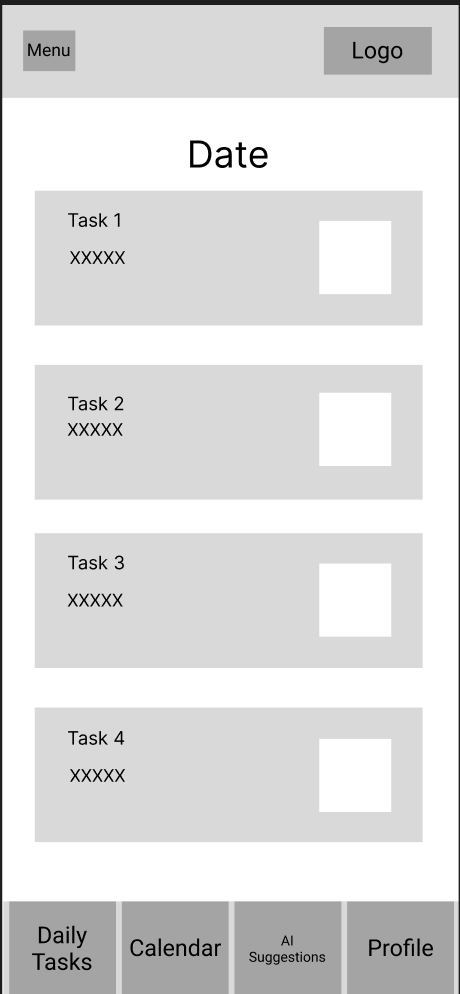 Menu
Logo
Date
Task 1
XXXXX
Task 2
XXXXX
Task 3
XXXXX
Task 4
XXXXX
Daily
Tasks
Calendar
AI
Suggestions
Profile